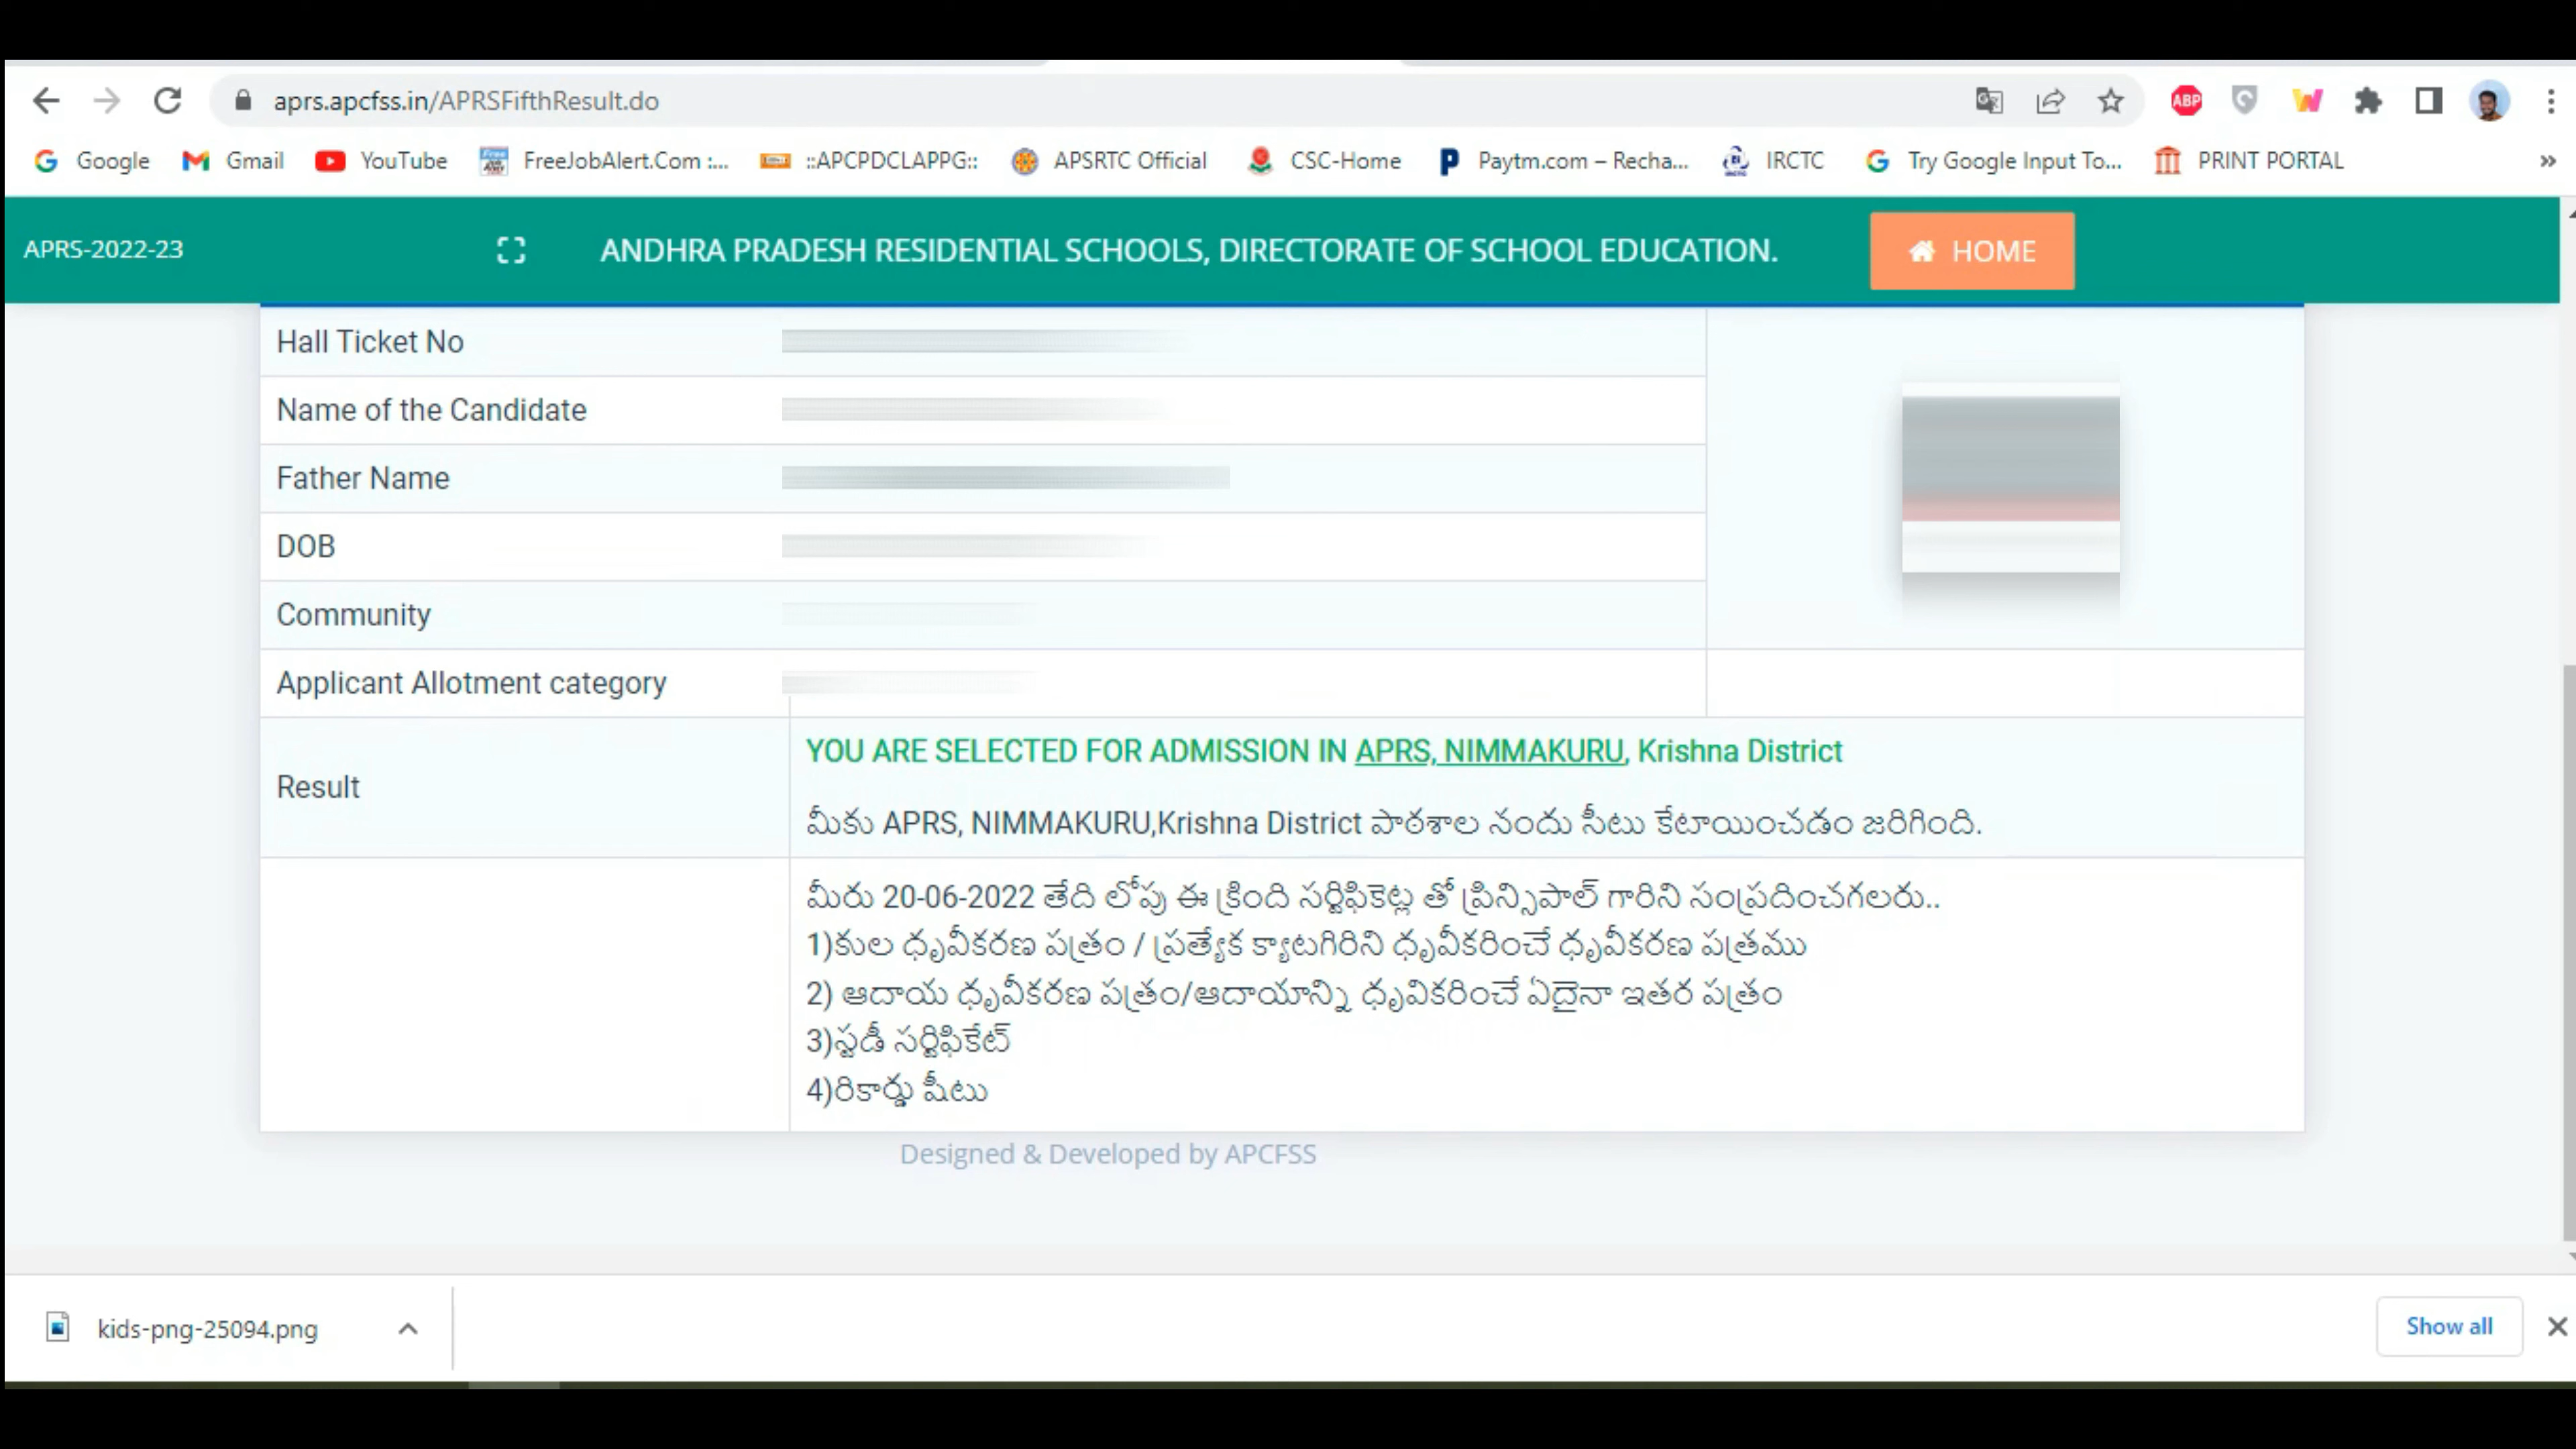 aprs.apcfss.in/APRSFifthResult.do
ABP
Google Gmail YouTube FreeJobAlert.Com :... ::APCPDCLAPPG:: APSRTC Official CSC-Home Paytm.com – Recha... IRCTC Try Google Input To... PRINT PORTAL »
APRS-2022-23 ANDHRA PRADESH RESIDENTIAL SCHOOLS, DIRECTORATE OF SCHOOL EDUCATION. HOME
Hall Ticket No
Name of the Candidate
Father Name
DOB
Community
Applicant Allotment category
Result
YOU ARE SELECTED FOR ADMISSION IN APRS, NIMMAKURU, Krishna District
మీకు APRS, NIMMAKURU,Krishna District పాఠశాల నందు సీటు కేటాయించడం జరిగింది.
మీరు 20-06-2022 తేది లోపు ఈ క్రింది సర్టిఫికెట్ల తో ప్రిన్సిపాల్ గారిని సంప్రదించగలరు..
1)కుల ధృవీకరణ పత్రం / ప్రత్యేక క్యాటగిరిని ధృవీకరించే ధృవీకరణ పత్రము
2) ఆదాయ ధృవీకరణ పత్రం/ఆదాయాన్ని ధృవికరించే ఏదైనా ఇతర పత్రం
3)స్టడీ సర్టిఫికేట్
4)రికార్డు షీటు
Designed & Developed by APCFSS
kids-png-25094.png Show all